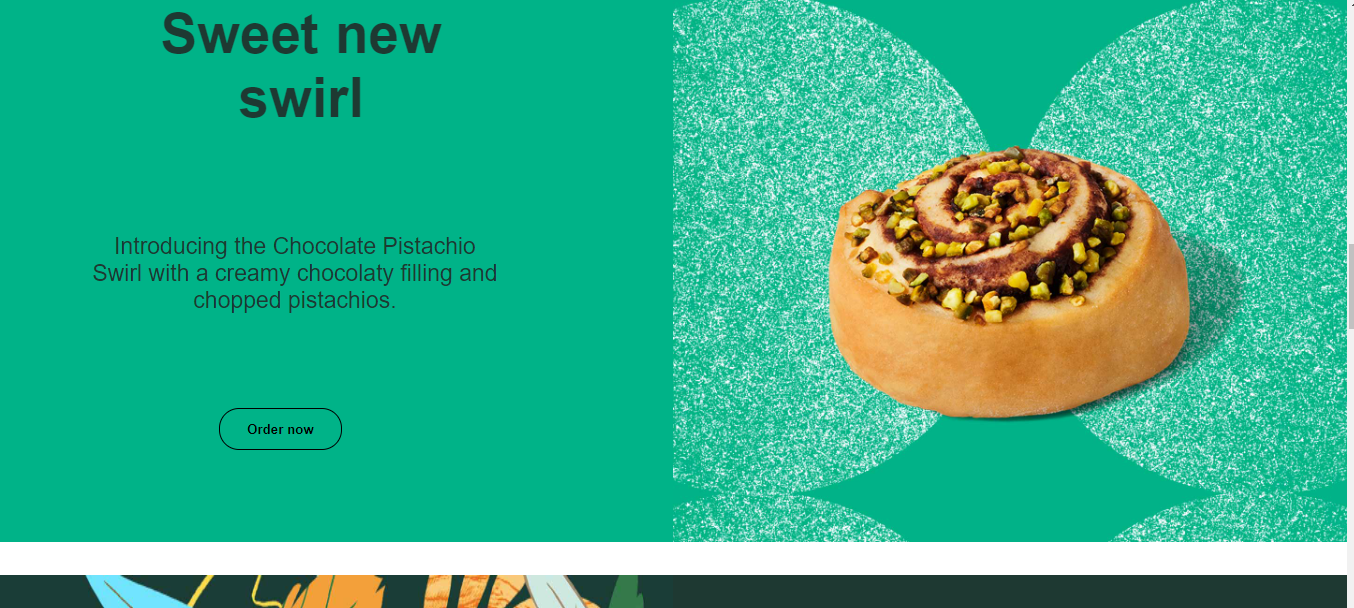 Sweet new
swirl
Introducing the Chocolate Pistachio
Swirl with a creamy chocolaty filling and
chopped pistachios.
Order now